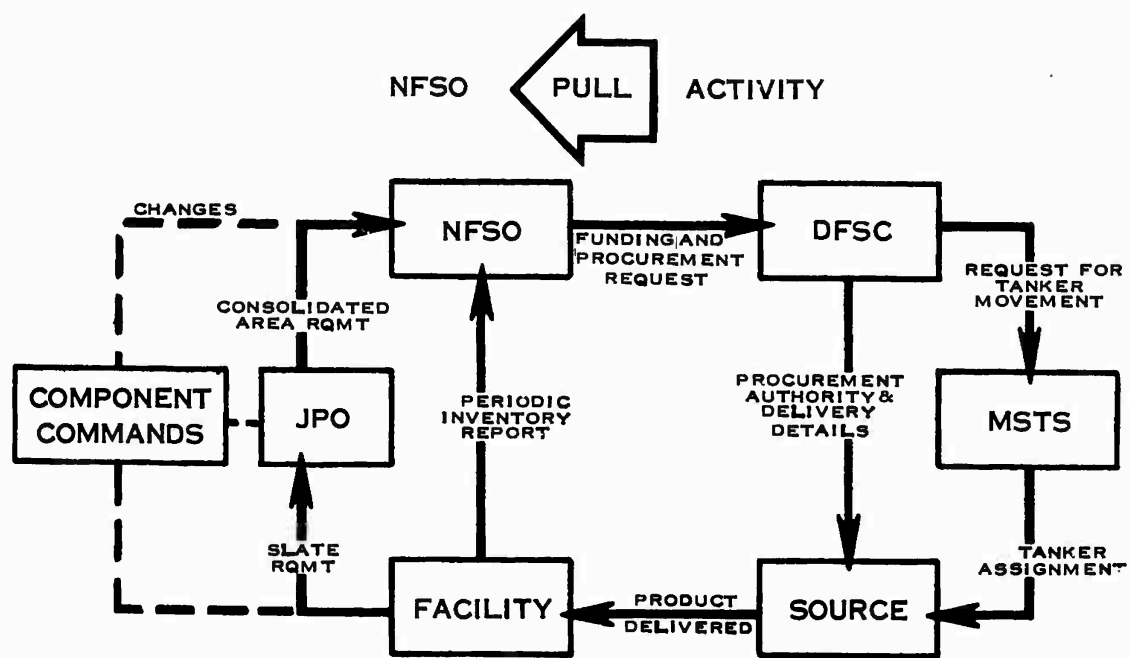 NFSO
PULL
ACTIVITY
CHANGES
NFSO
DFSC
FUNDING AND
PROCUREMENT
REQUEST
REQUEST FOR
TANKER
MOVEMENT
CONSOLIDATED
AREA RQMT
COMPONENT
COMMANDS
JPO
PERIODIC
INVENTORY
REPORT
PROCUREMENT
AUTHORITY &
DELIVERY
DETAILS
MSTS
SLATE
RQMT
TANKER
ASSIGNMENT
FACILITY
PRODUCT
DELIVERED
SOURCE